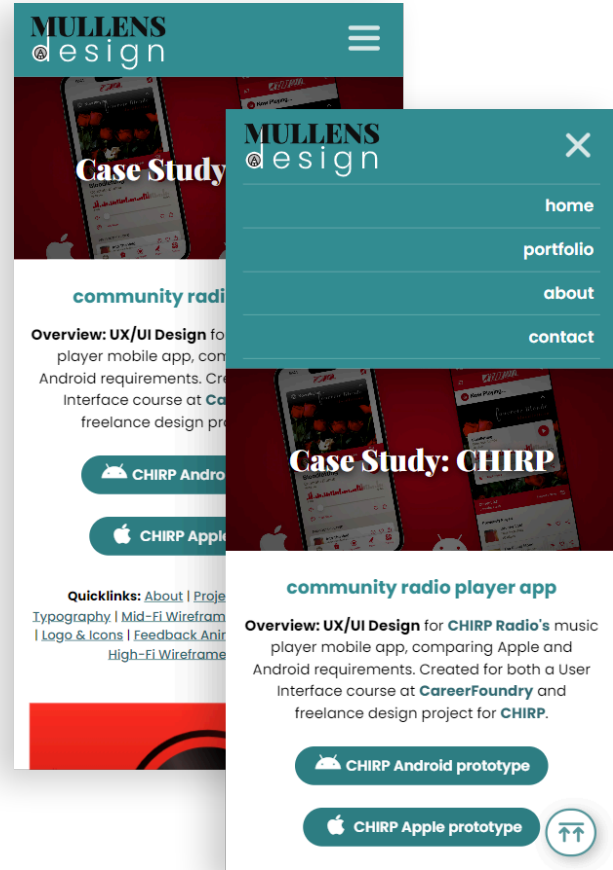 MULLENS
design
Case Study
community radi
Overview: UX/UI Design fo
player mobile app, com
Android requirements. Cre
Interface course at Ca
freelance design pro
CHIRP Andro
CHIRP Apple
Quicklinks: About | Proje
Typography | Mid-Fi Wirefram
| Logo & Icons | Feedback Anir
High-Fi Wireframe
MULLENS
design
home
portfolio
about
contact
Now Playing...
Case Study: CHIRP
community radio player app
Overview: UX/UI Design for CHIRP Radio's music
player mobile app, comparing Apple and
Android requirements. Created for both a User
Interface course at CareerFoundry and
freelance design project for CHIRP.
CHIRP Android prototype
CHIRP Apple prototype